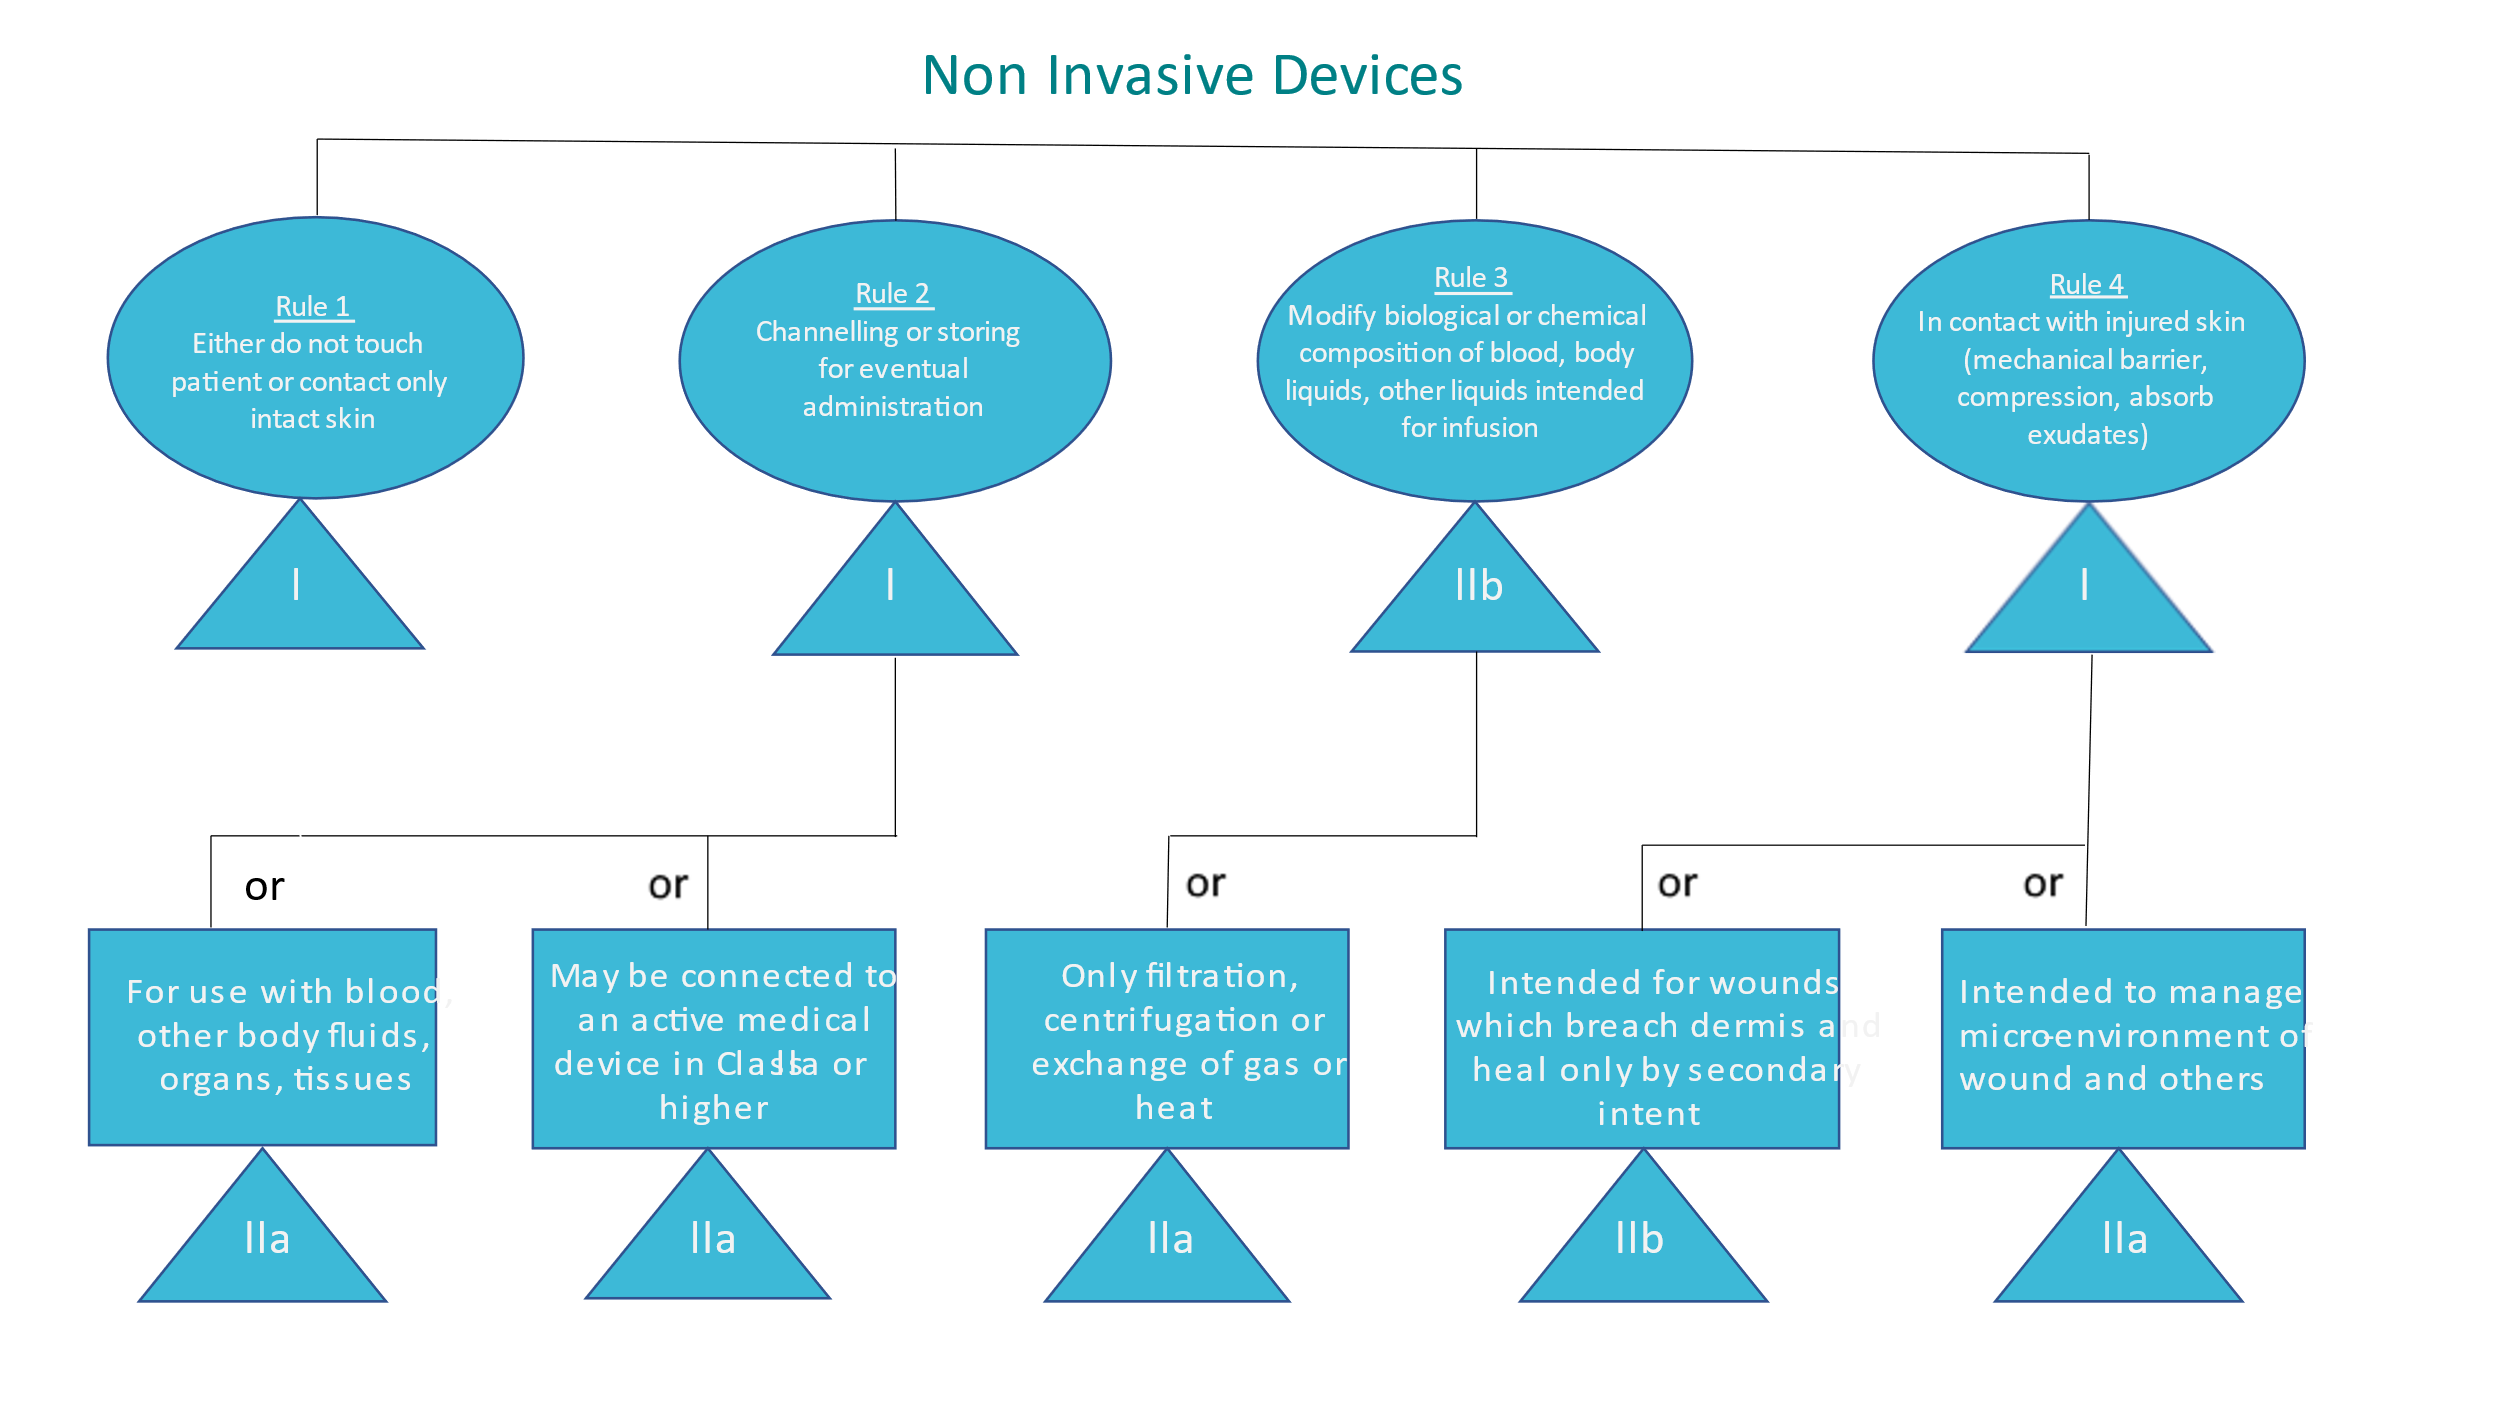 Non Invasive Devices
Rule 1
Either do not touch
patient or contact only
intact skin
I
Rule 2
Channelling or storing
for eventual
administration
I
Rule 3
Modify biological or chemical
composition of blood, body
liquids, other liquids intended
for infusion
IIb
Rule 4
In contact with injured skin
(mechanical barrier,
compression, absorb
exudates)
I
or
For use with blood,
other body fluids,
organs, tissues
IIa
or
May be connected to
an active medical
device in Class IIa or
higher
IIa
or
Only filtration,
centrifugation or
exchange of gas or
heat
IIa
or
Intended for wounds
which breach dermis and
heal only by secondary
intent
IIb
or
Intended to manage
micro-environment of
wound and others
IIa